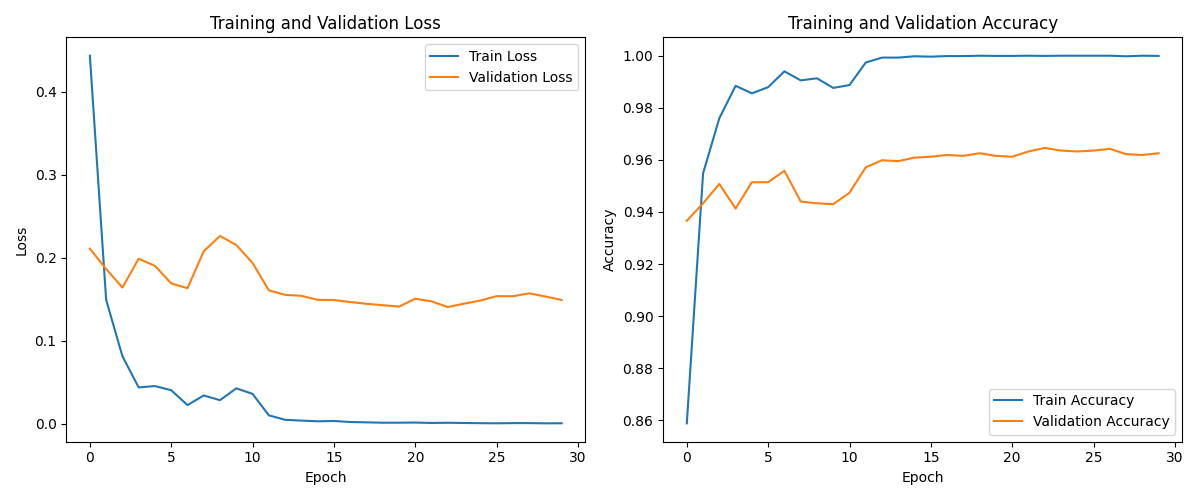 Training and Validation Loss
Train Loss
Validation Loss
0.4
0.3
0.2
0.1
0.0
Loss
0 5 10 15 20 25 30
Epoch
Training and Validation Accuracy
1.00
0.98
0.96
0.94
0.92
0.90
0.88
0.86
Accuracy
Train Accuracy
Validation Accuracy
0 5 10 15 20 25 30
Epoch